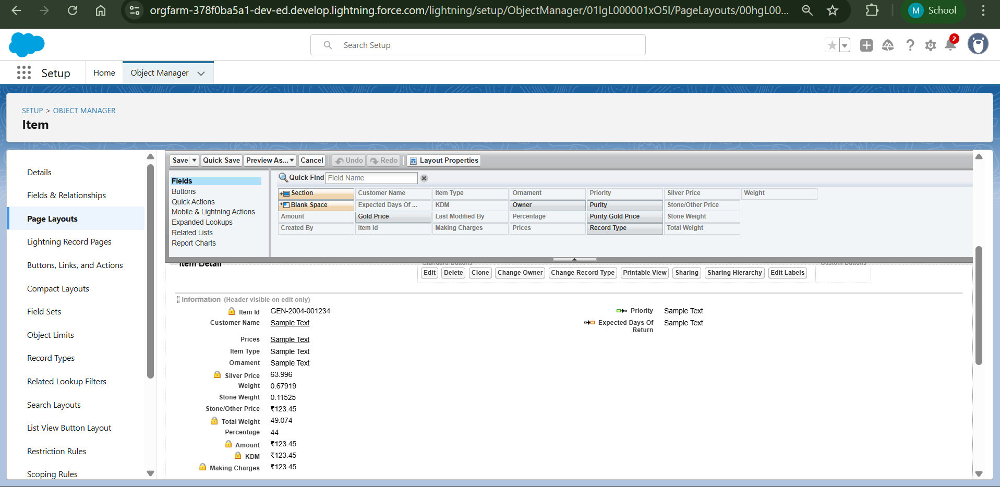 orgfarm-378f0ba5a1-dev-ed.develop.lightning.force.com/lightning/setup/ObjectManager/01IgL000001xO5l/PageLayouts/00hgL00...
M School
Search Setup
2
Setup Home Object Manager
SETUP > OBJECT MANAGER
Item
Details
Fields & Relationships
Page Layouts
Lightning Record Pages
Buttons, Links, and Actions
Compact Layouts
Field Sets
Object Limits
Record Types
Related Lookup Filters
Search Layouts
List View Button Layout
Restriction Rules
Scoping Rules
Save Quick Save Preview As... Cancel Undo Redo Layout Properties
Fields
Buttons
Quick Actions
Mobile & Lightning Actions
Expanded Lookups
Related Lists
Report Charts
Quick Find Field Name
Section Customer Name Item Type Ornament Priority Silver Price Weight
Blank Space Expected Days Of ... KDM Owner Purity Stone/Other Price
Amount Gold Price Last Modified By Percentage Purity Gold Price Stone Weight
Created By Item Id Making Charges Prices Record Type Total Weight
Item Detail Standard Buttons Custom Buttons
Edit Delete Clone Change Owner Change Record Type Printable View Sharing Sharing Hierarchy Edit Labels
Information (Header visible on edit only)
Item Id GEN-2004-001234 Priority Sample Text
Customer Name Sample Text Expected Days Of Return Sample Text
Prices Sample Text
Item Type Sample Text
Ornament Sample Text
Silver Price 63.996
Weight 0.67919
Stone Weight 0.11525
Stone/Other Price ₹123.45
Total Weight 49.074
Percentage 44
Amount ₹123.45
KDM ₹123.45
Making Charges ₹123.45